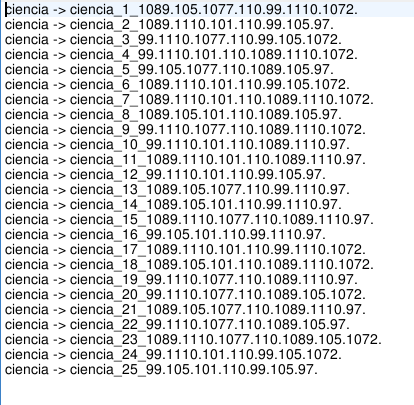 ciencia -> ciencia_1_1089.105.1077.110.99.1110.1072.
ciencia -> ciencia_2_1089.1110.101.110.99.105.97.
ciencia -> ciencia_3_99.1110.1077.110.99.105.1072.
ciencia -> ciencia_4_99.1110.101.110.1089.1110.1072.
ciencia -> ciencia_5_99.105.1077.110.1089.105.97.
ciencia -> ciencia_6_1089.1110.101.110.99.105.1072.
ciencia -> ciencia_7_1089.1110.101.110.1089.1110.1072.
ciencia -> ciencia_8_1089.105.101.110.1089.105.97.
ciencia -> ciencia_9_99.1110.1077.110.1089.1110.1072.
ciencia -> ciencia_10_99.1110.101.110.1089.1110.97.
ciencia -> ciencia_11_1089.1110.101.110.1089.1110.97.
ciencia -> ciencia_12_99.1110.101.110.99.105.97.
ciencia -> ciencia_13_1089.105.1077.110.99.1110.97.
ciencia -> ciencia_14_1089.105.101.110.99.1110.97.
ciencia -> ciencia_15_1089.1110.1077.110.1089.1110.97.
ciencia -> ciencia_16_99.105.101.110.99.1110.97.
ciencia -> ciencia_17_1089.1110.101.110.99.1110.1072.
ciencia -> ciencia_18_1089.105.101.110.1089.1110.1072.
ciencia -> ciencia_19_99.1110.1077.110.1089.1110.97.
ciencia -> ciencia_20_99.1110.1077.110.1089.105.1072.
ciencia -> ciencia_21_1089.105.1077.110.1089.1110.97.
ciencia -> ciencia_22_99.1110.1077.110.1089.105.97.
ciencia -> ciencia_23_1089.1110.1077.110.1089.105.1072.
ciencia -> ciencia_24_99.1110.101.110.99.105.1072.
ciencia -> ciencia_25_99.105.101.110.99.105.97.